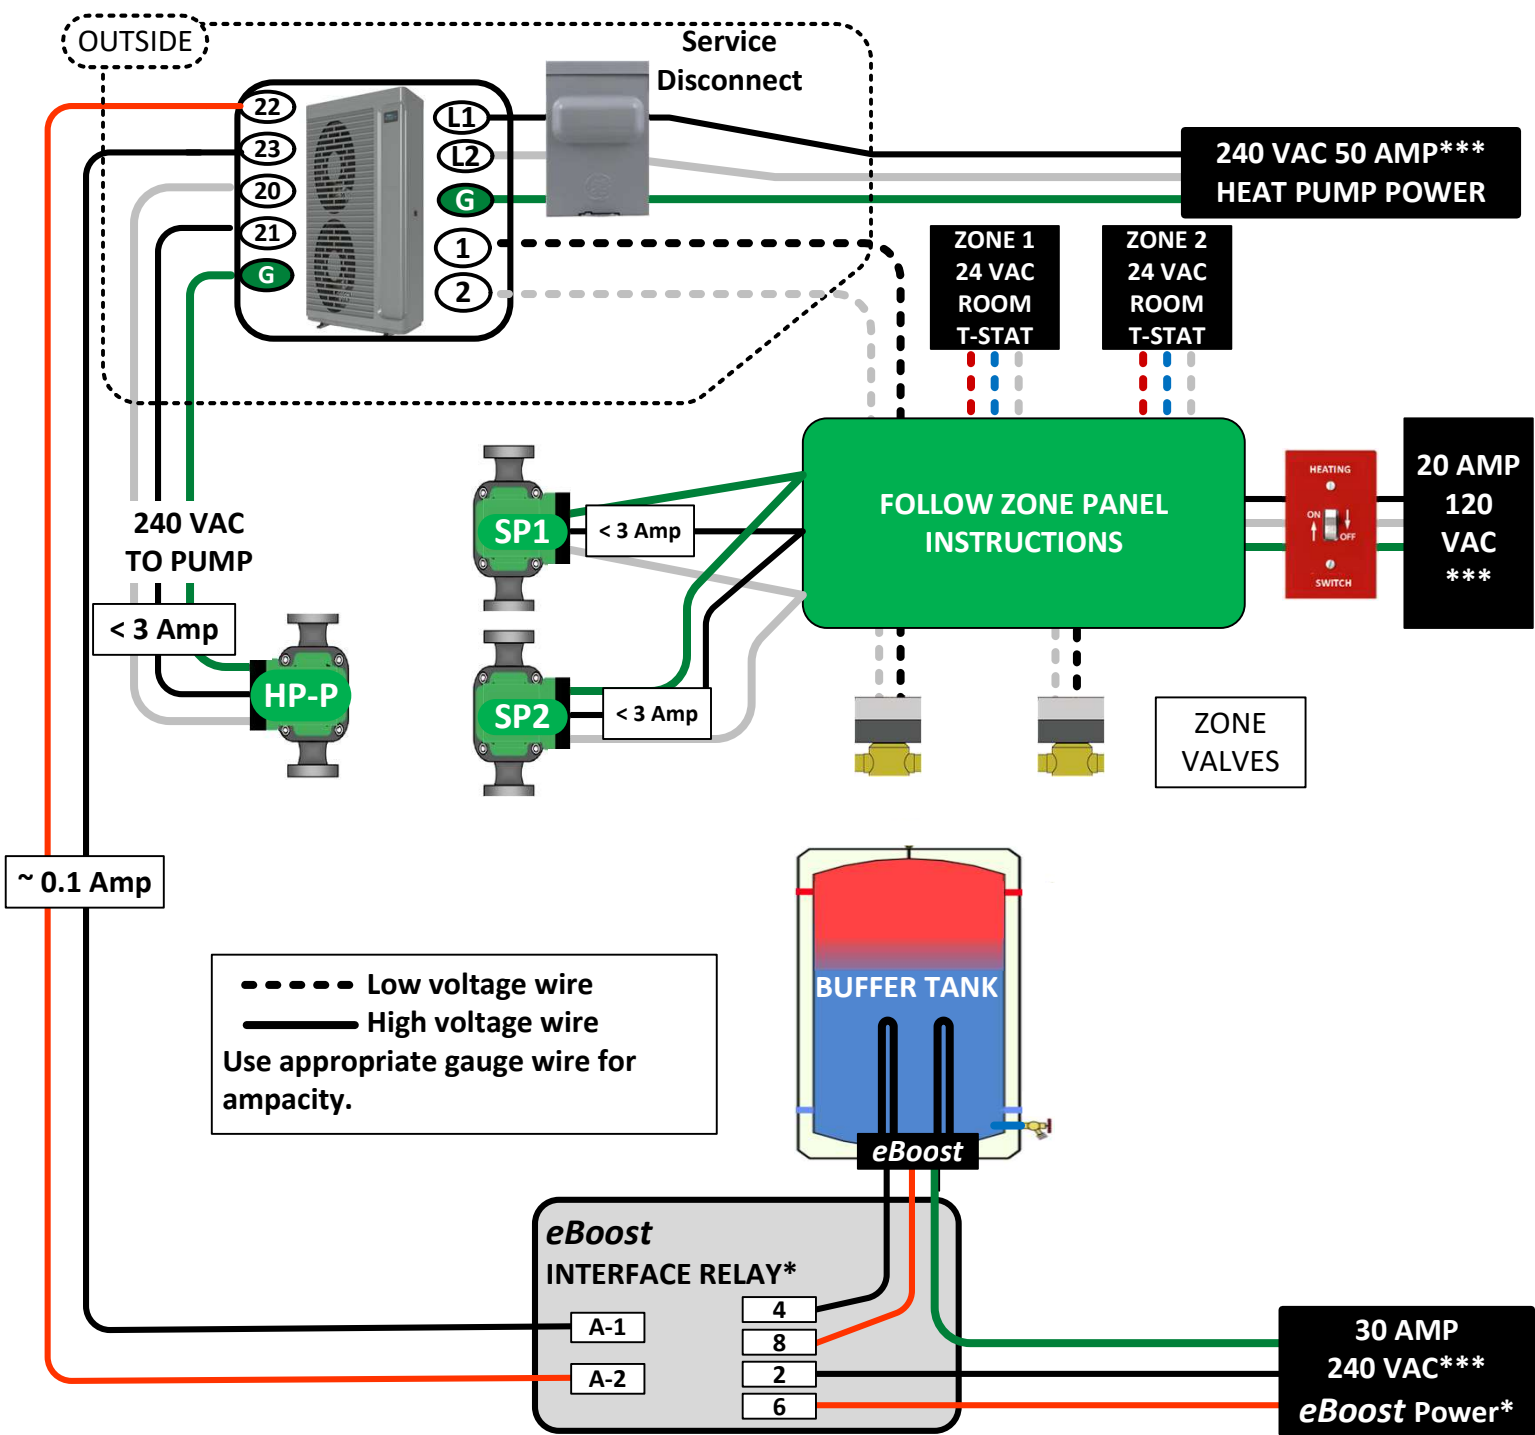 OUTSIDE
Service
Disconnect
22
23
20
21
G
L1
L2
G
1
2
240 VAC 50 AMP***
HEAT PUMP POWER
ZONE 1
24 VAC
ROOM
T-STAT
ZONE 2
24 VAC
ROOM
T-STAT
FOLLOW ZONE PANEL
INSTRUCTIONS
HEATING
ON
OFF
SWITCH
20 AMP
120
VAC
***
240 VAC
TO PUMP
< 3 Amp
HP-P
SP1
< 3 Amp
SP2
< 3 Amp
ZONE
VALVES
~ 0.1 Amp
Low voltage wire
High voltage wire
Use appropriate gauge wire for
ampacity.
BUFFER TANK
eBoost
eBoost
INTERFACE RELAY*
A-1
A-2
4
8
2
6
30 AMP
240 VAC***
eBoost Power*